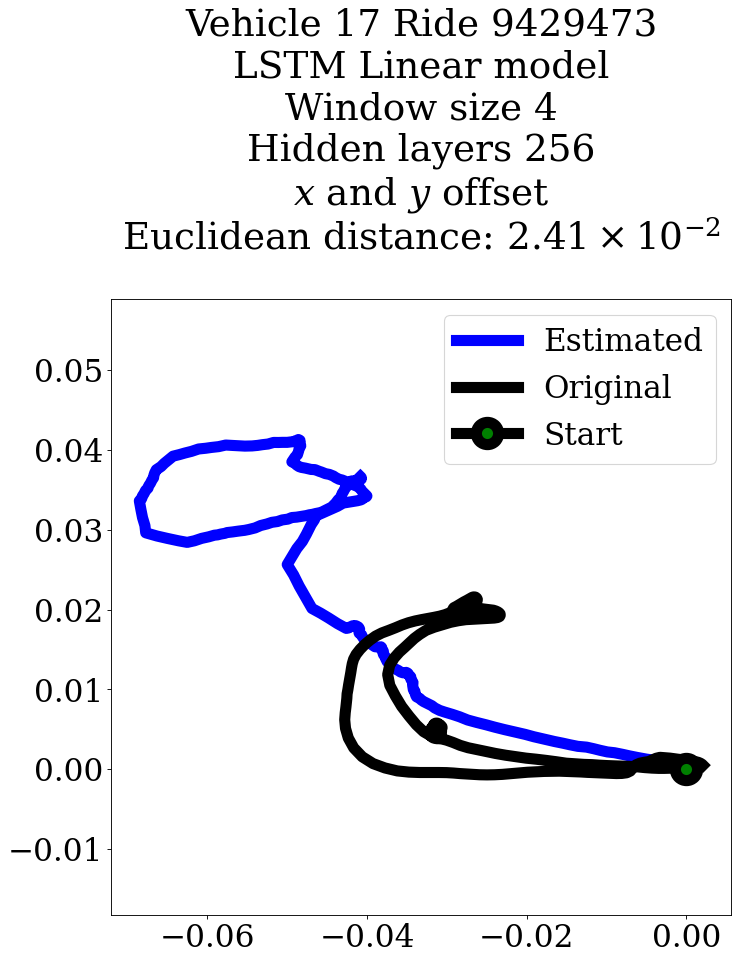 Vehicle 17 Ride 9429473
LSTM Linear model
Window size 4
Hidden layers 256
x and y offset
Euclidean distance: 2.41 × 10⁻²
Estimated
Original
Start
0.05
0.04
0.03
0.02
0.01
0.00
−0.01
−0.06 −0.04 −0.02 0.00